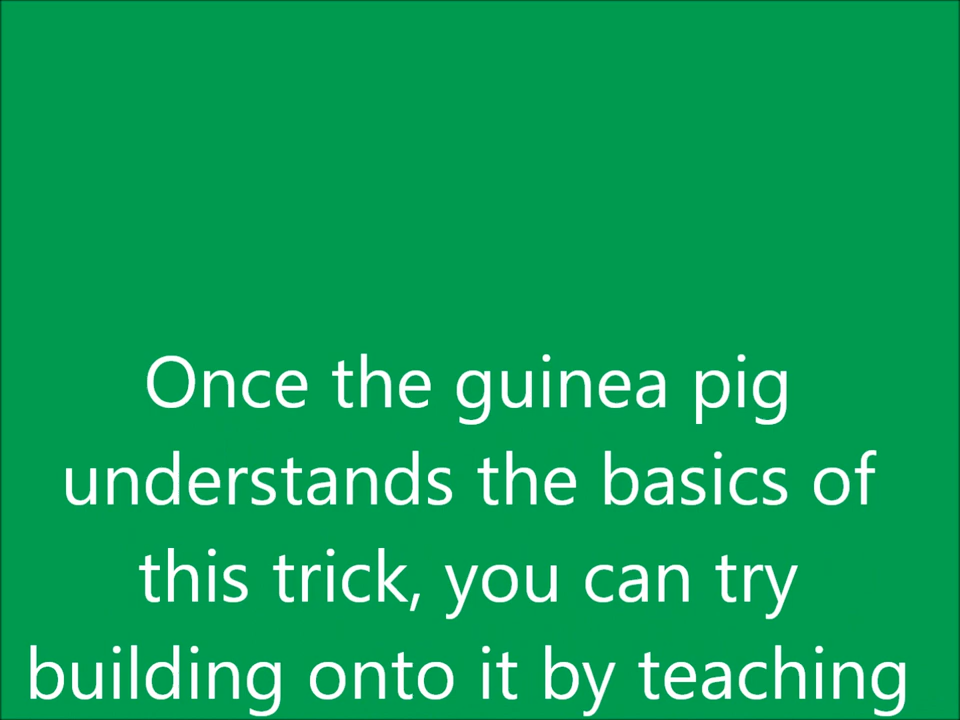 Once the guinea pig
understands the basics of
this trick, you can try
building onto it by teaching